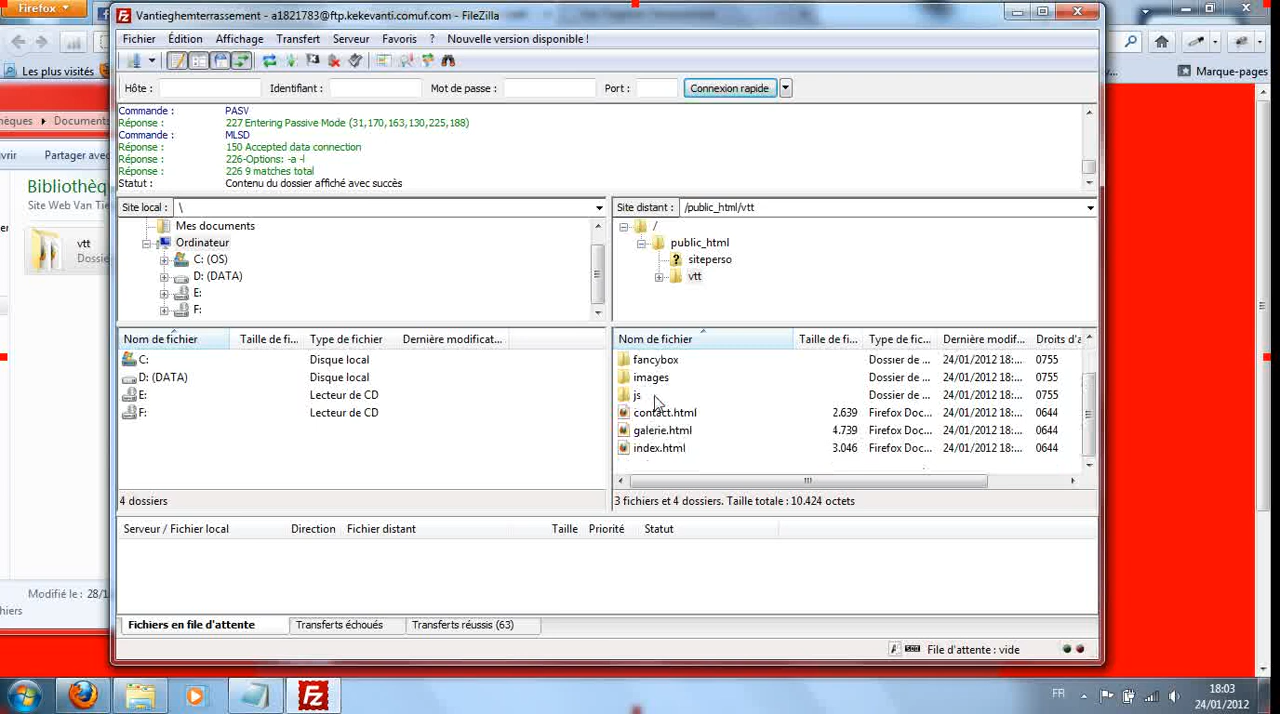 Firefox
Vantieghemterrassement - a1821783@ftp.kekevanti.comuf.com - FileZilla
Fichier Édition Affichage Transfert Serveur Favoris ? Nouvelle version disponible !
Les plus visités
Marque-pages
Hôte : Identifiant : Mot de passe : Port : Connexion rapide
Commande : PASV
Réponse : 227 Entering Passive Mode (31,170,163,130,225,188)
Commande : MLSD
Réponse : 150 Accepted data connection
Réponse : 226-Options: -a -l
Réponse : 226 9 matches total
Statut : Contenu du dossier affiché avec succès
thèques Documents
vrir Partager avec
Bibliothèq
Site Web Van Tie
vtt
Dossie
Site local : \
Mes documents
Ordinateur
C: (OS)
D: (DATA)
E:
F:
Site distant : /public_html/vtt
/
public_html
siteperso
vtt
Nom de fichier Taille de fi... Type de fichier Dernière modificat...
C: Disque local
D: (DATA) Disque local
E: Lecteur de CD
F: Lecteur de CD
4 dossiers
Nom de fichier Taille de fi... Type de fic... Dernière modif... Droits d'a
fancybox Dossier de ... 24/01/2012 18:... 0755
images Dossier de ... 24/01/2012 18:... 0755
js Dossier de ... 24/01/2012 18:... 0755
contact.html 2.639 Firefox Doc... 24/01/2012 18:... 0644
galerie.html 4.739 Firefox Doc... 24/01/2012 18:... 0644
index.html 3.046 Firefox Doc... 24/01/2012 18:... 0644
3 fichiers et 4 dossiers. Taille totale : 10.424 octets
Serveur / Fichier local Direction Fichier distant Taille Priorité Statut
Modifié le : 28/1
hiers
Fichiers en file d'attente Transferts échoués Transferts réussis (63)
File d'attente : vide
FR
18:03
24/01/2012